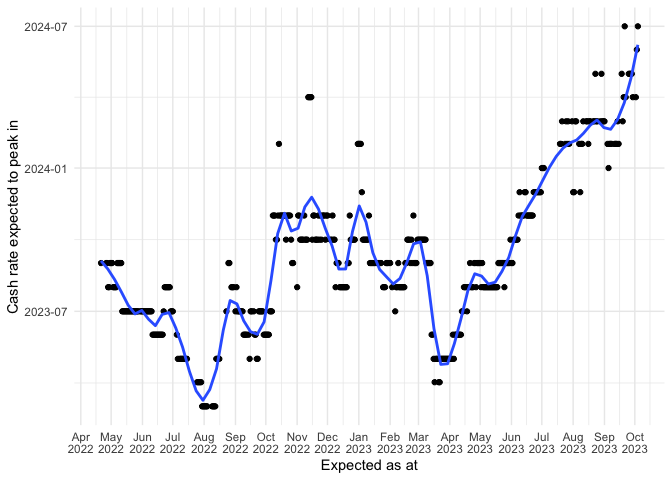 2024-07
2024-01
2023-07
Cash rate expected to peak in
Apr May Jun Jul Aug Sep Oct Nov Dec Jan Feb Mar Apr May Jun Jul Aug Sep Oct
2022 2022 2022 2022 2022 2022 2022 2022 2022 2023 2023 2023 2023 2023 2023 2023 2023 2023 2023
Expected as at